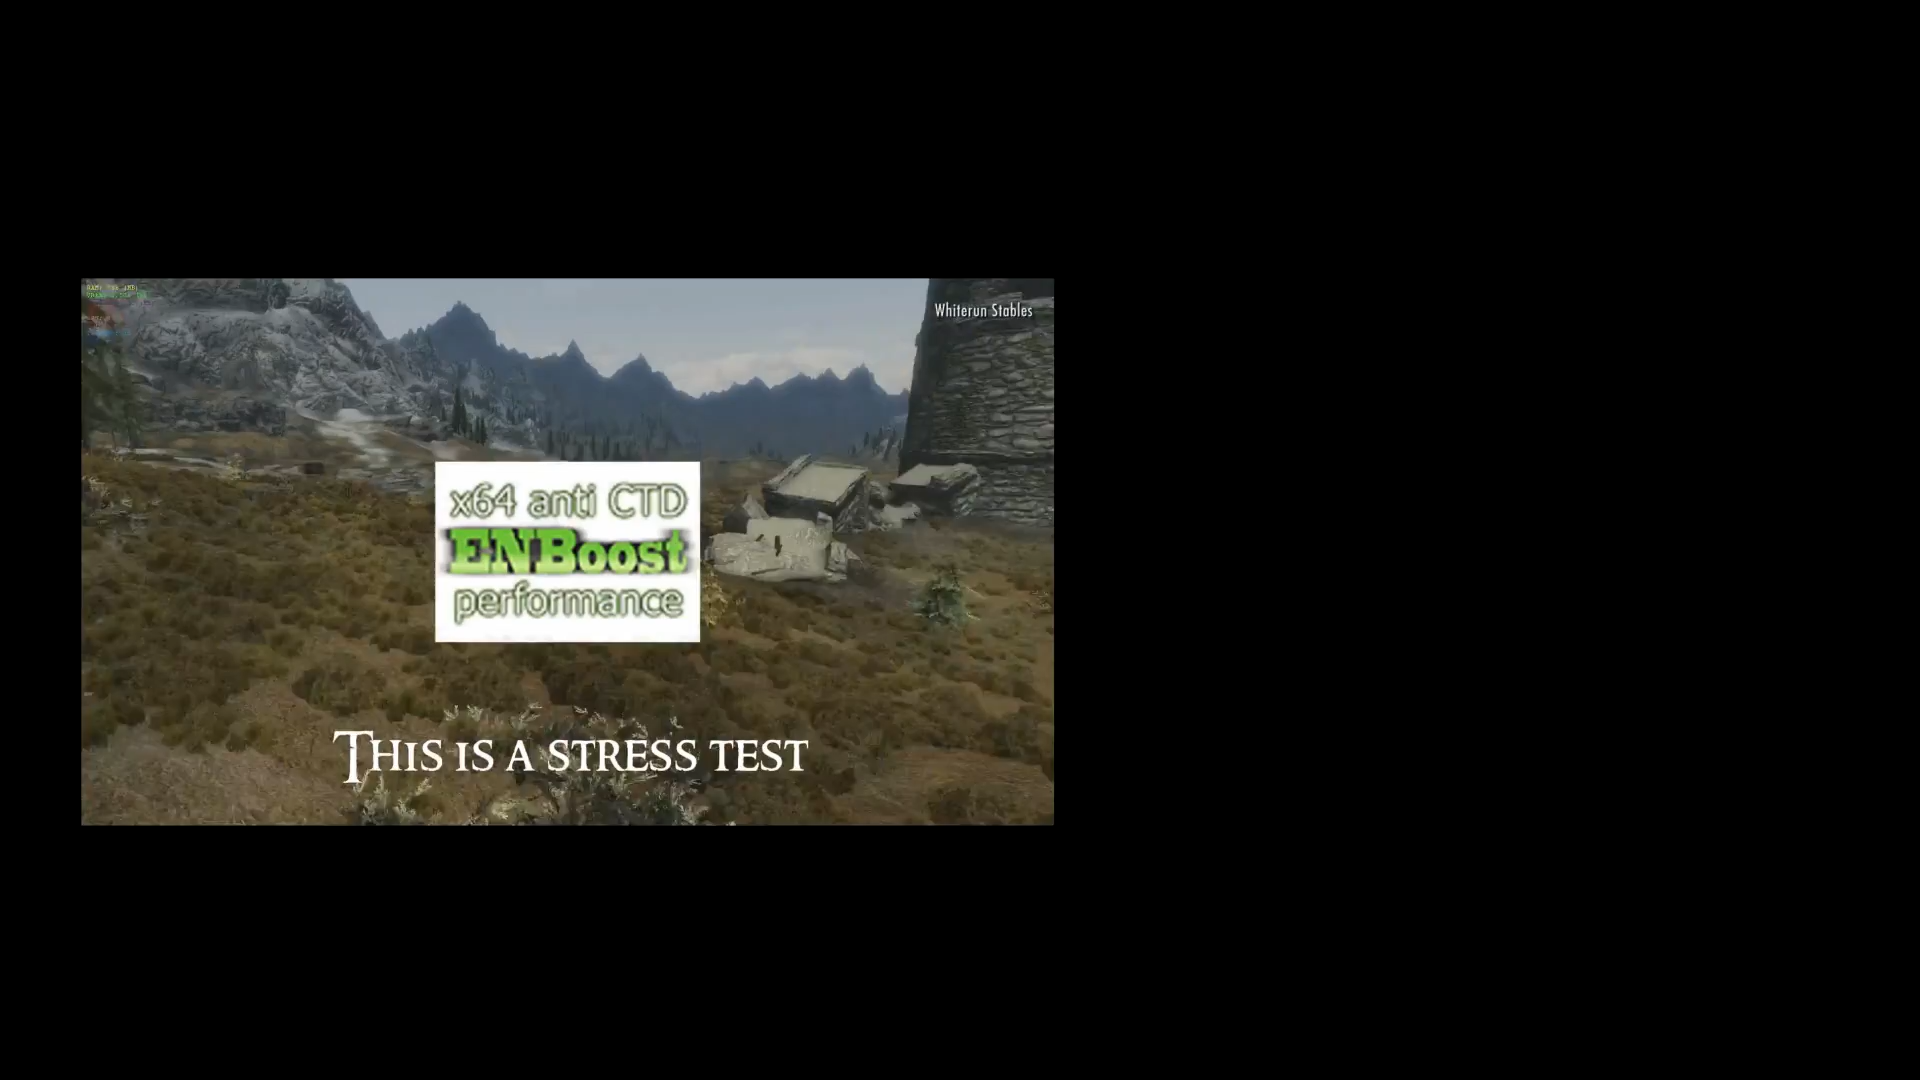 Whiterun Stables
x64 anti CTD
ENBoost
performance
THIS IS A STRESS TEST